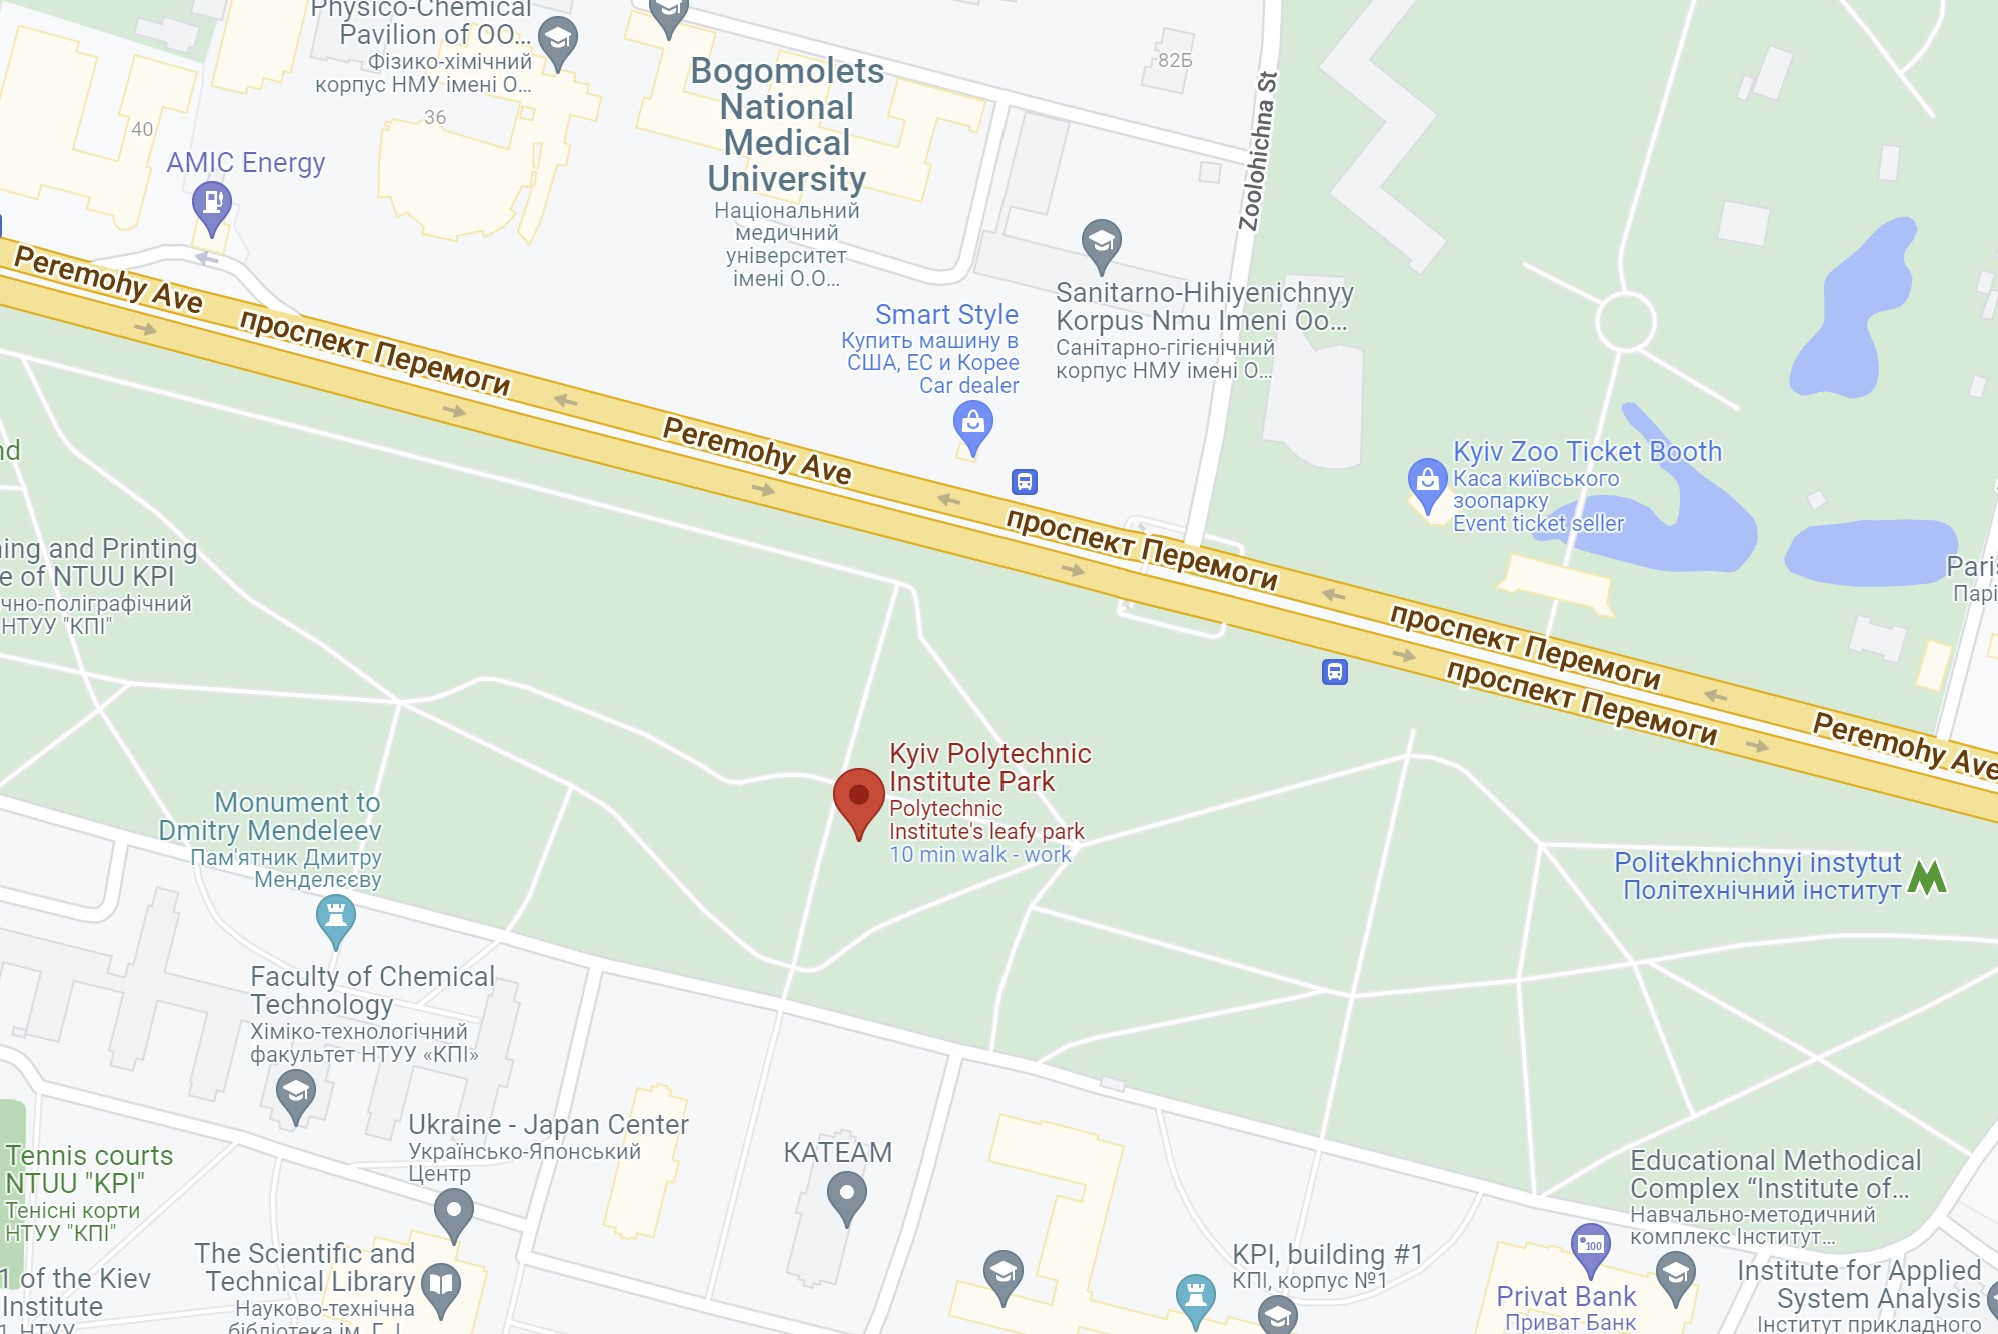 Physico-Chemical
Pavilion of OO...
Фізико-хімічний
корпус НМУ імені О...
40
36
AMIC Energy
Bogomolets
National
Medical
University
Національний
медичний
університет
імені О.О...
82Б
Zoolohichna St
Sanitarno-Hihiyenichnyy
Korpus Nmu Imeni Oo...
Санітарно-гігієнічний
корпус НМУ імені О...
Smart Style
Купить машину в
США, ЕС и Корее
Car dealer
Peremohy Ave
проспект Перемоги
Peremohy Ave
проспект Перемоги
проспект Перемоги
проспект Перемоги
Peremohy Ave
Kyiv Zoo Ticket Booth
Каса київського
зоопарку
Event ticket seller
Pari
Парі
nd
ing and Printing
e of NTUU KPI
чно-поліграфічний
НТУУ "КПІ"
Kyiv Polytechnic
Institute Park
Polytechnic
Institute's leafy park
10 min walk - work
Monument to
Dmitry Mendeleev
Пам'ятник Дмитру
Менделєєву
Politekhnichnyi instytut
Політехнічний інститут
Faculty of Chemical
Technology
Хіміко-технологічний
факультет НТУУ «КПІ»
Ukraine - Japan Center
Українсько-Японський
Центр
KATEAM
Tennis courts
NTUU "KPI"
Тенісні корти
НТУУ "КПІ"
Educational Methodical
Complex “Institute of...
Навчально-методичний
комплекс Інститут...
The Scientific and
Technical Library
Науково-технічна
бібліотека ім. Г. І.
1 of the Kiev
Institute
1, НТУУ
KPI, building #1
КПІ, корпус №1
100
Privat Bank
Приват Банк
Institute for Applied
System Analysis
Інститут прикладного